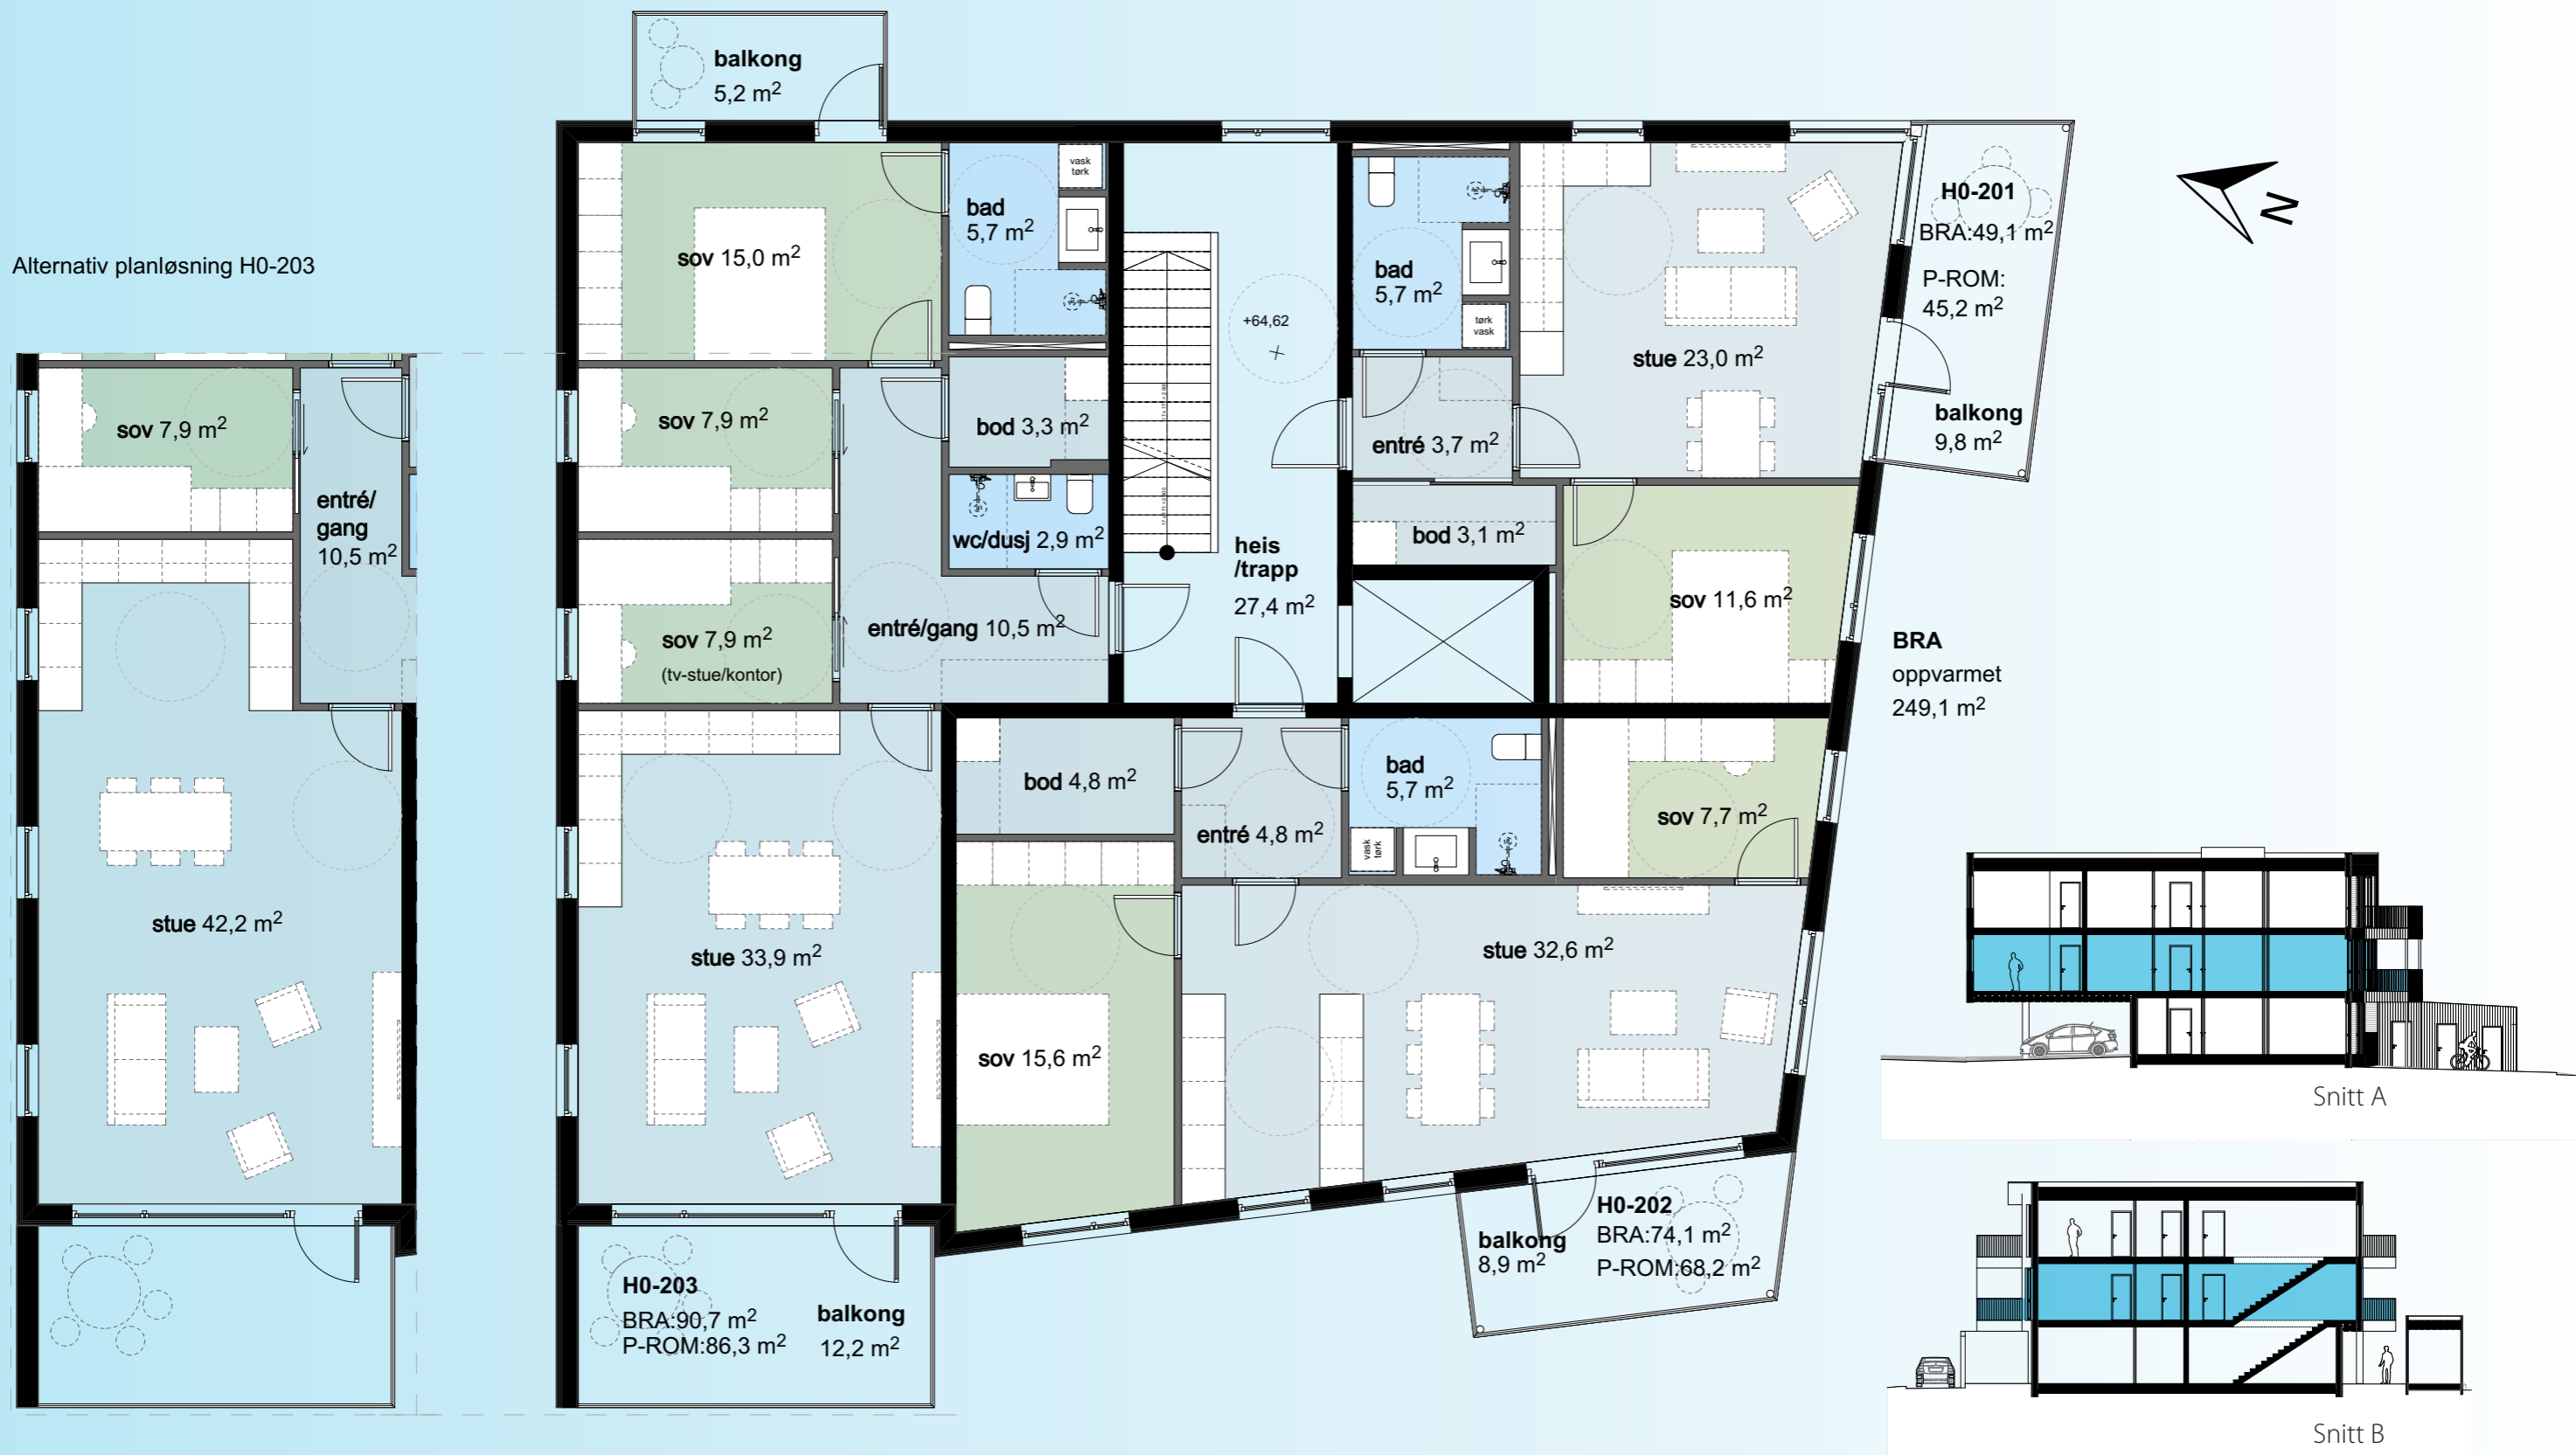 balkong
5,2 m²
Alternativ planløsning H0-203
sov 7,9 m²
entré/
gang
10,5 m²
stue 42,2 m²
sov 15,0 m²
bad
5,7 m²
vask
tørk
sov 7,9 m²
bod 3,3 m²
wc/dusj 2,9 m²
sov 7,9 m²
(tv-stue/kontor)
entré/gang 10,5 m²
stue 33,9 m²
H0-203
BRA:90,7 m²
P-ROM:86,3 m²
balkong
12,2 m²
+64,62
heis
/trapp
27,4 m²
bad
5,7 m²
tørk
vask
entré 3,7 m²
bod 3,1 m²
stue 23,0 m²
sov 11,6 m²
H0-201
BRA:49,1 m²
P-ROM:
45,2 m²
balkong
9,8 m²
N
BRA
oppvarmet
249,1 m²
bod 4,8 m²
entré 4,8 m²
bad
5,7 m²
vask
tørk
sov 7,7 m²
sov 15,6 m²
stue 32,6 m²
balkong
8,9 m²
H0-202
BRA:74,1 m²
P-ROM:68,2 m²
Snitt A
Snitt B